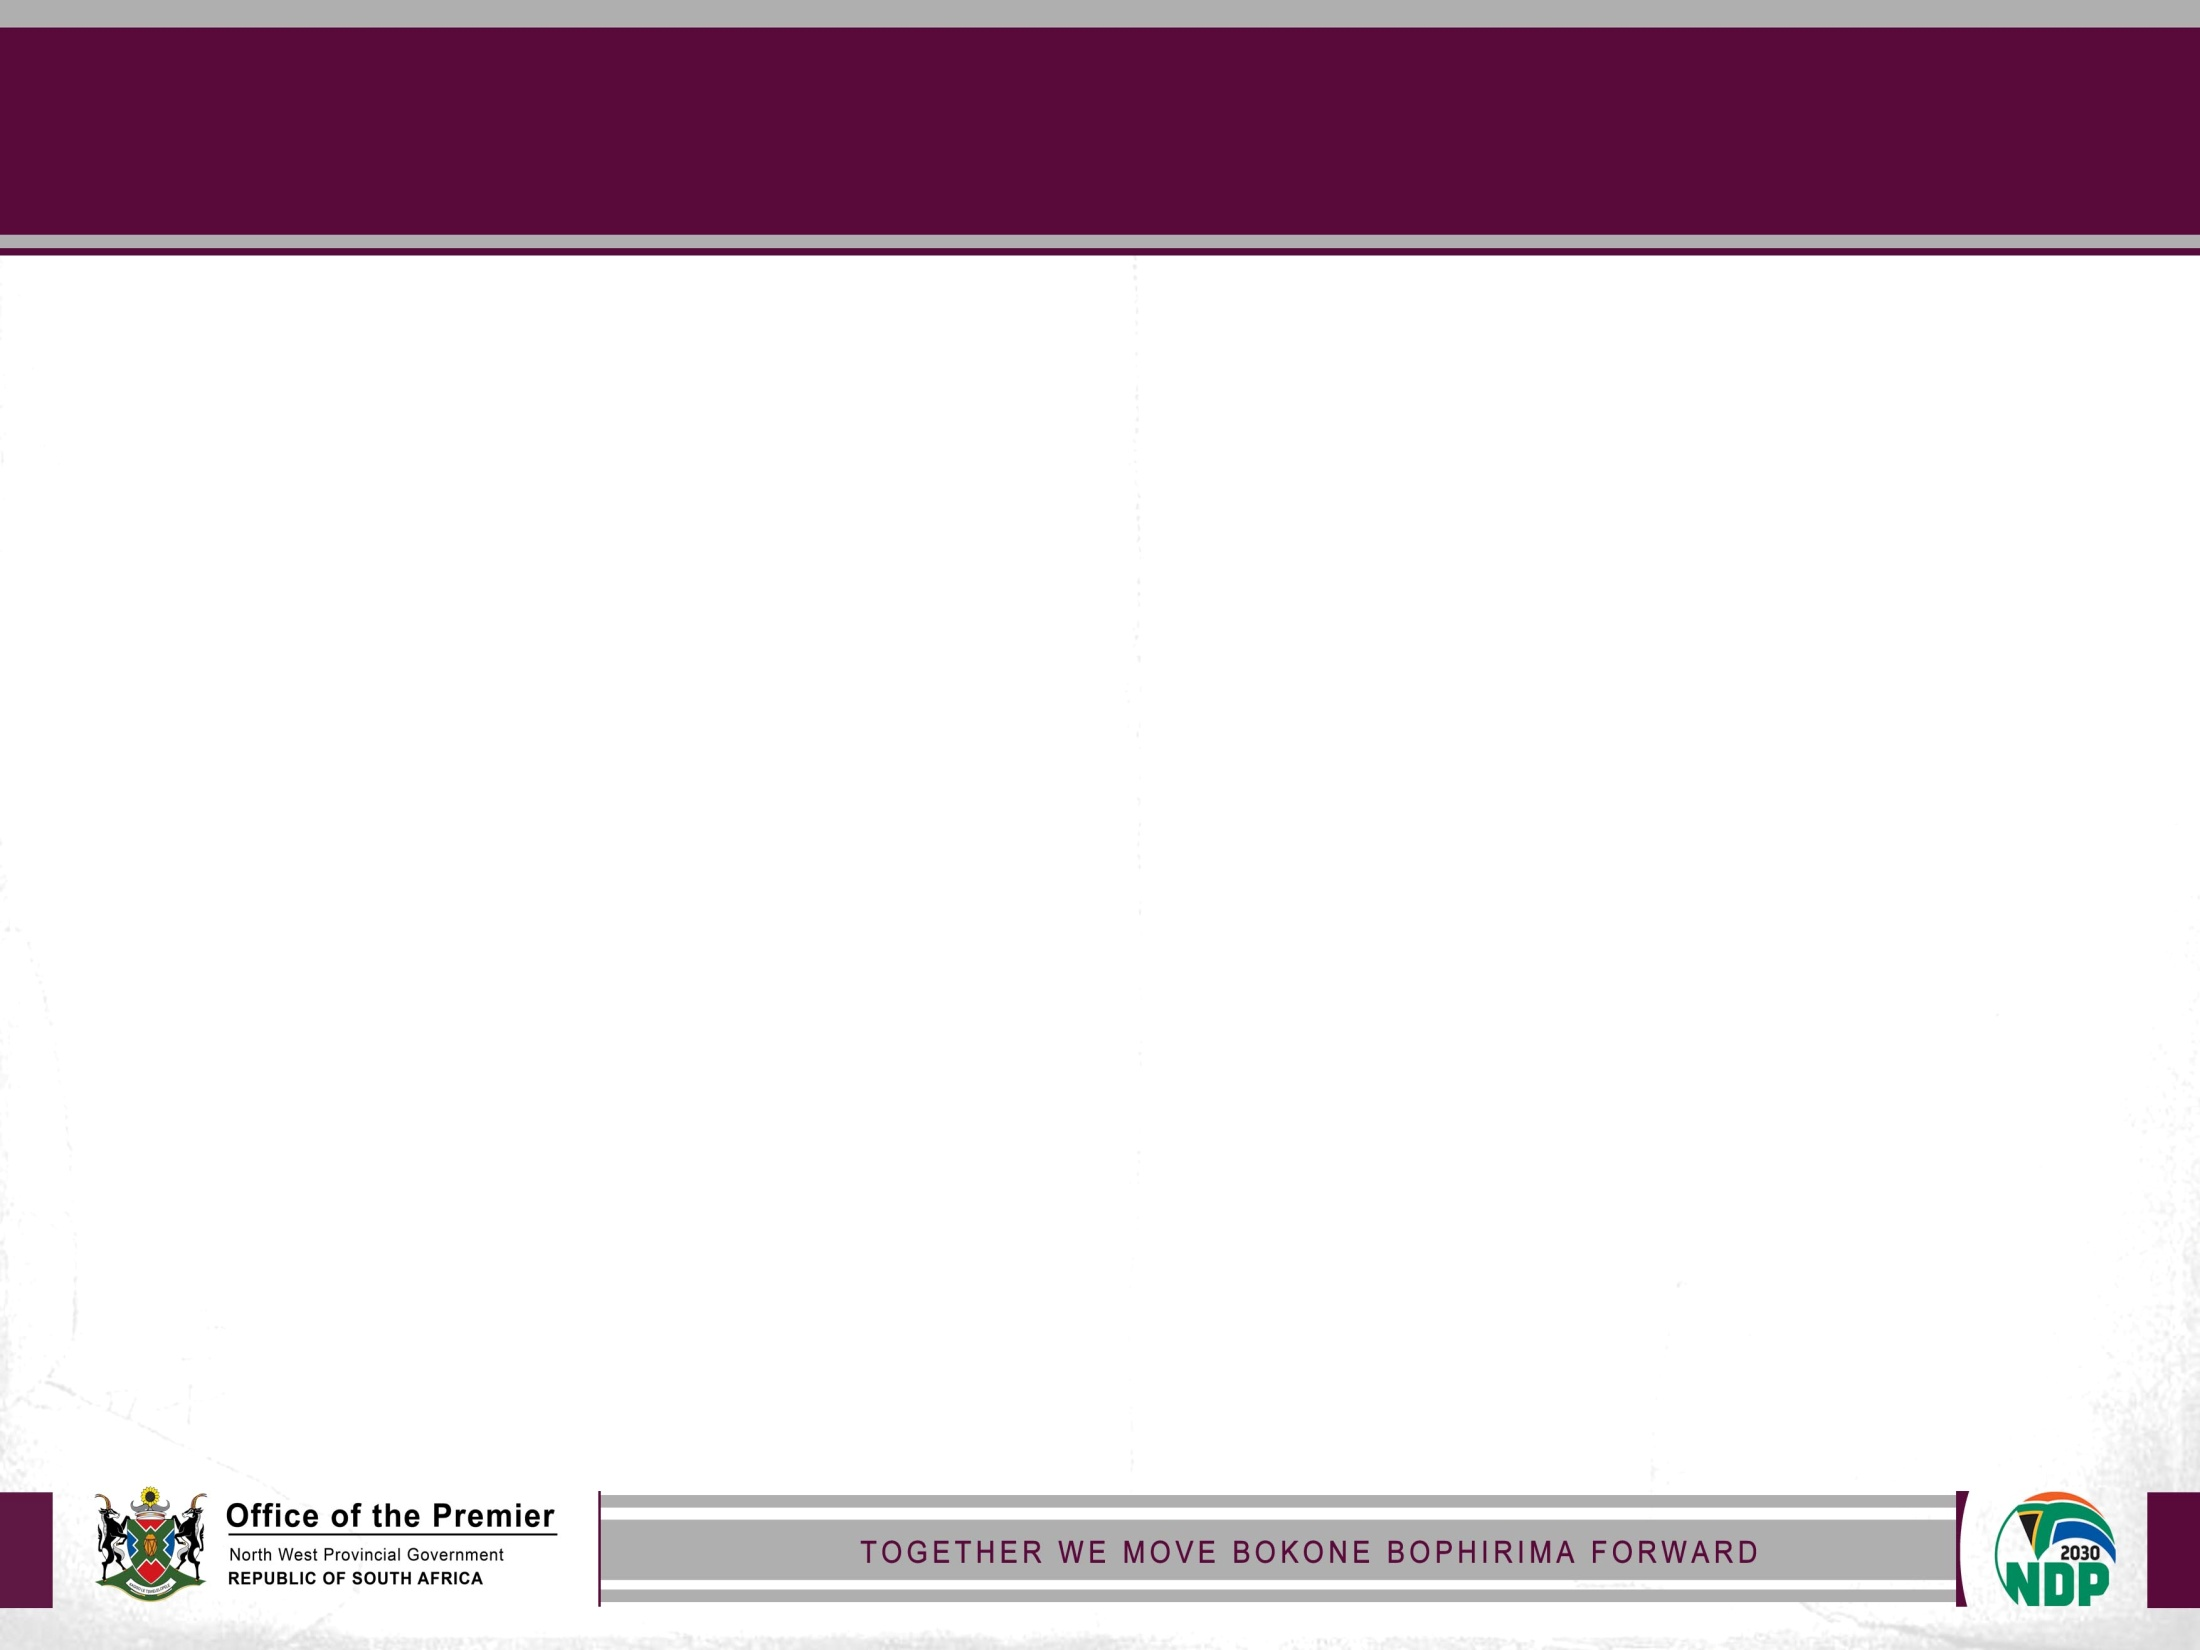 Office of the Premier
North West Provincial Government
REPUBLIC OF SOUTH AFRICA
TOGETHER WE MOVE BOKONE BOPHIRIMA FORWARD
2030
NDP